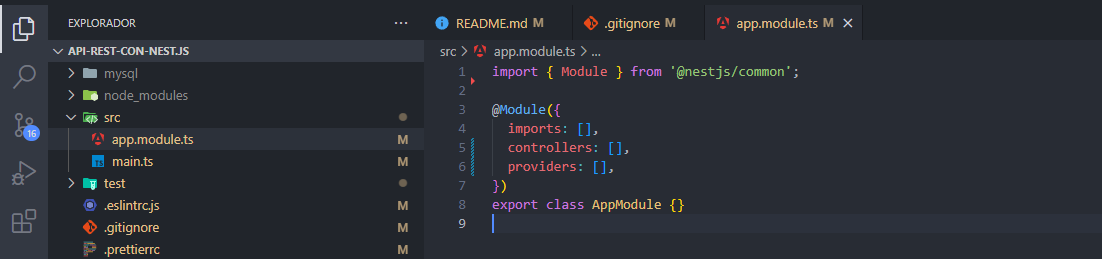 EXPLORADOR ...
API-REST-CON-NEST.JS
mysql
node_modules
src
app.module.ts M
TS main.ts M
test
.eslintrc.js M
.gitignore M
.prettierrc M
16
README.md M
.gitignore M
app.module.ts M
src > app.module.ts > ...
1 import { Module } from '@nestjs/common';
2
3 @Module({
4 imports: [],
5 controllers: [],
6 providers: [],
7 })
8 export class AppModule {}
9